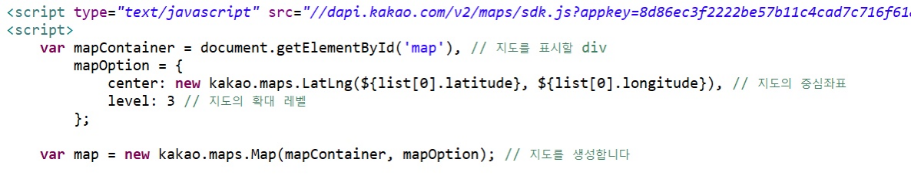 <script type="text/javascript" src="//dapi.kakao.com/v2/maps/sdk.js?appkey=8d86ec3f2222be57b11c4cad7c716f61
<script>
    var mapContainer = document.getElementById('map'), // 지도를 표시할 div
        mapOption = {
            center: new kakao.maps.LatLng(${list[0].latitude}, ${list[0].longitude}), // 지도의 중심좌표
            level: 3 // 지도의 확대 레벨
        };
    var map = new kakao.maps.Map(mapContainer, mapOption); // 지도를 생성합니다